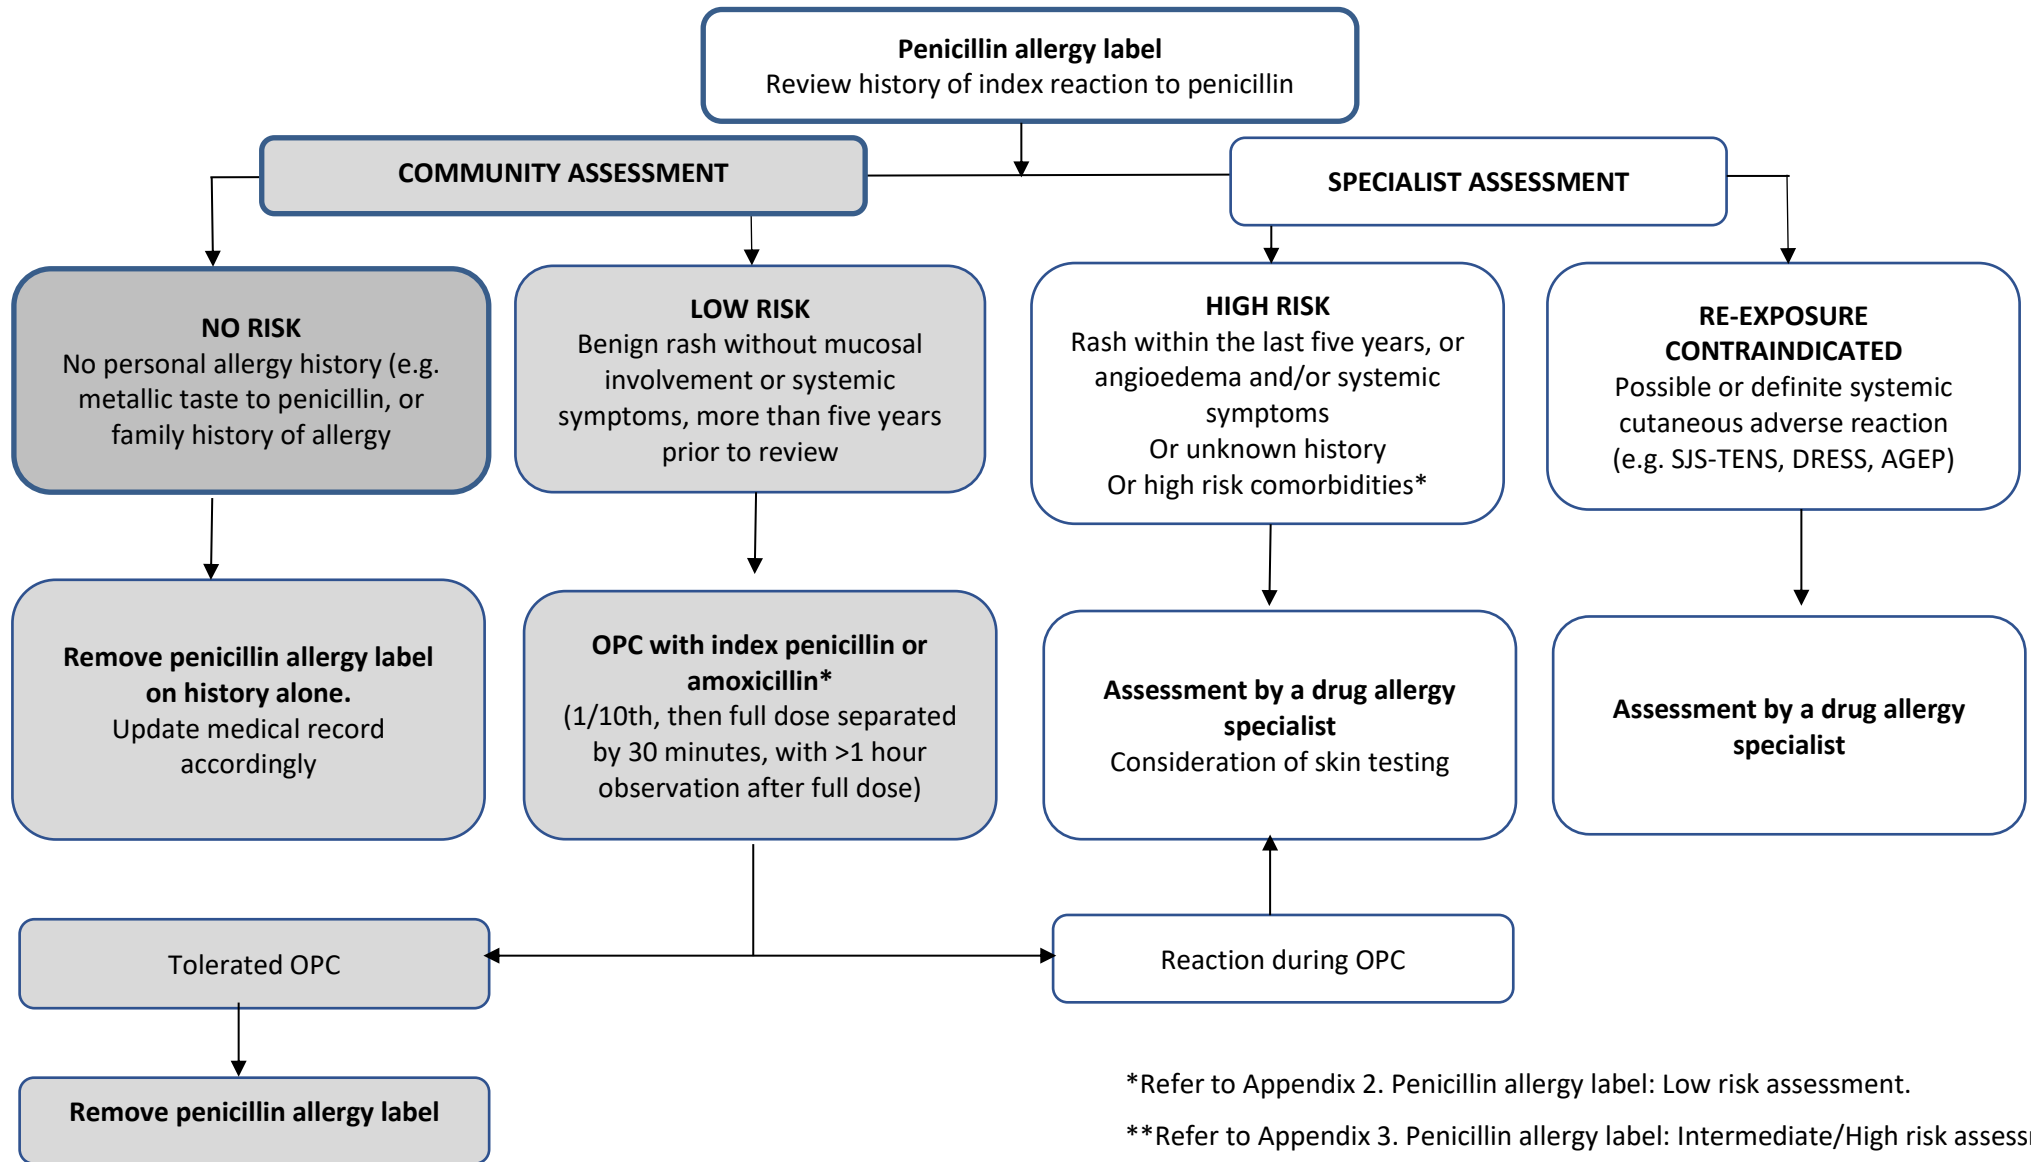 Penicillin allergy label
Review history of index reaction to penicillin
COMMUNITY ASSESSMENT
SPECIALIST ASSESSMENT
NO RISK
No personal allergy history (e.g.
metallic taste to penicillin, or
family history of allergy
LOW RISK
Benign rash without mucosal
involvement or systemic
symptoms, more than five years
prior to review
HIGH RISK
Rash within the last five years, or
angioedema and/or systemic
symptoms
Or unknown history
Or high risk comorbidities*
RE-EXPOSURE
CONTRAINDICATED
Possible or definite systemic
cutaneous adverse reaction
(e.g. SJS-TENS, DRESS, AGEP)
Remove penicillin allergy label
on history alone.
Update medical record
accordingly
OPC with index penicillin or
amoxicillin*
(1/10th, then full dose separated
by 30 minutes, with >1 hour
observation after full dose)
Assessment by a drug allergy
specialist
Consideration of skin testing
Assessment by a drug allergy
specialist
Tolerated OPC
Reaction during OPC
Remove penicillin allergy label
*Refer to Appendix 2. Penicillin allergy label: Low risk assessment.
**Refer to Appendix 3. Penicillin allergy label: Intermediate/High risk assess